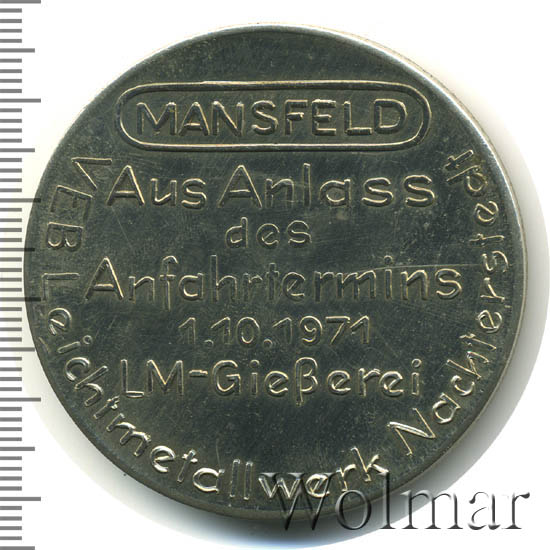 MANSFELD
Aus Anlass
des
Anfahrtermins
1.10.1971
LM-Gießerei
VEB Leichtmetallwerk Nachterstedt
Wolmar